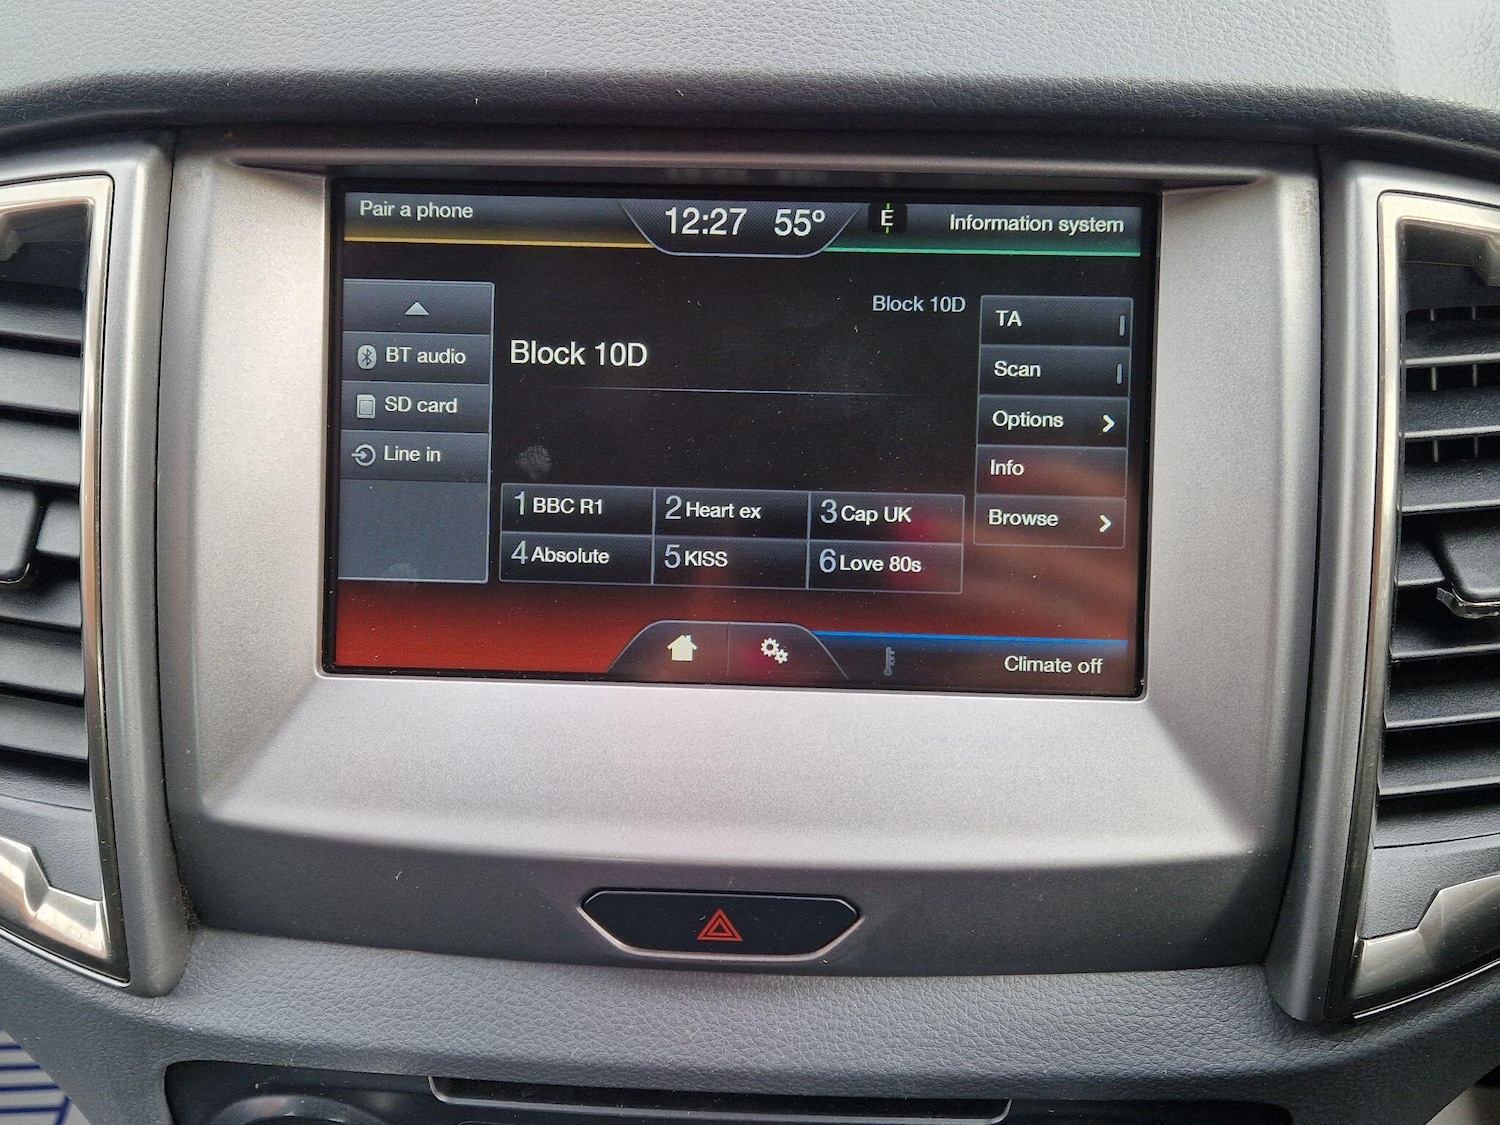 Pair a phone
12:27 55º
E
Information system
BT audio
SD card
Line in
Block 10D
Block 10D
TA
Scan
Options
Info
Browse
1 BBC R1
2 Heart ex
3 Cap UK
4 Absolute
5 KISS
6 Love 80s
Climate off